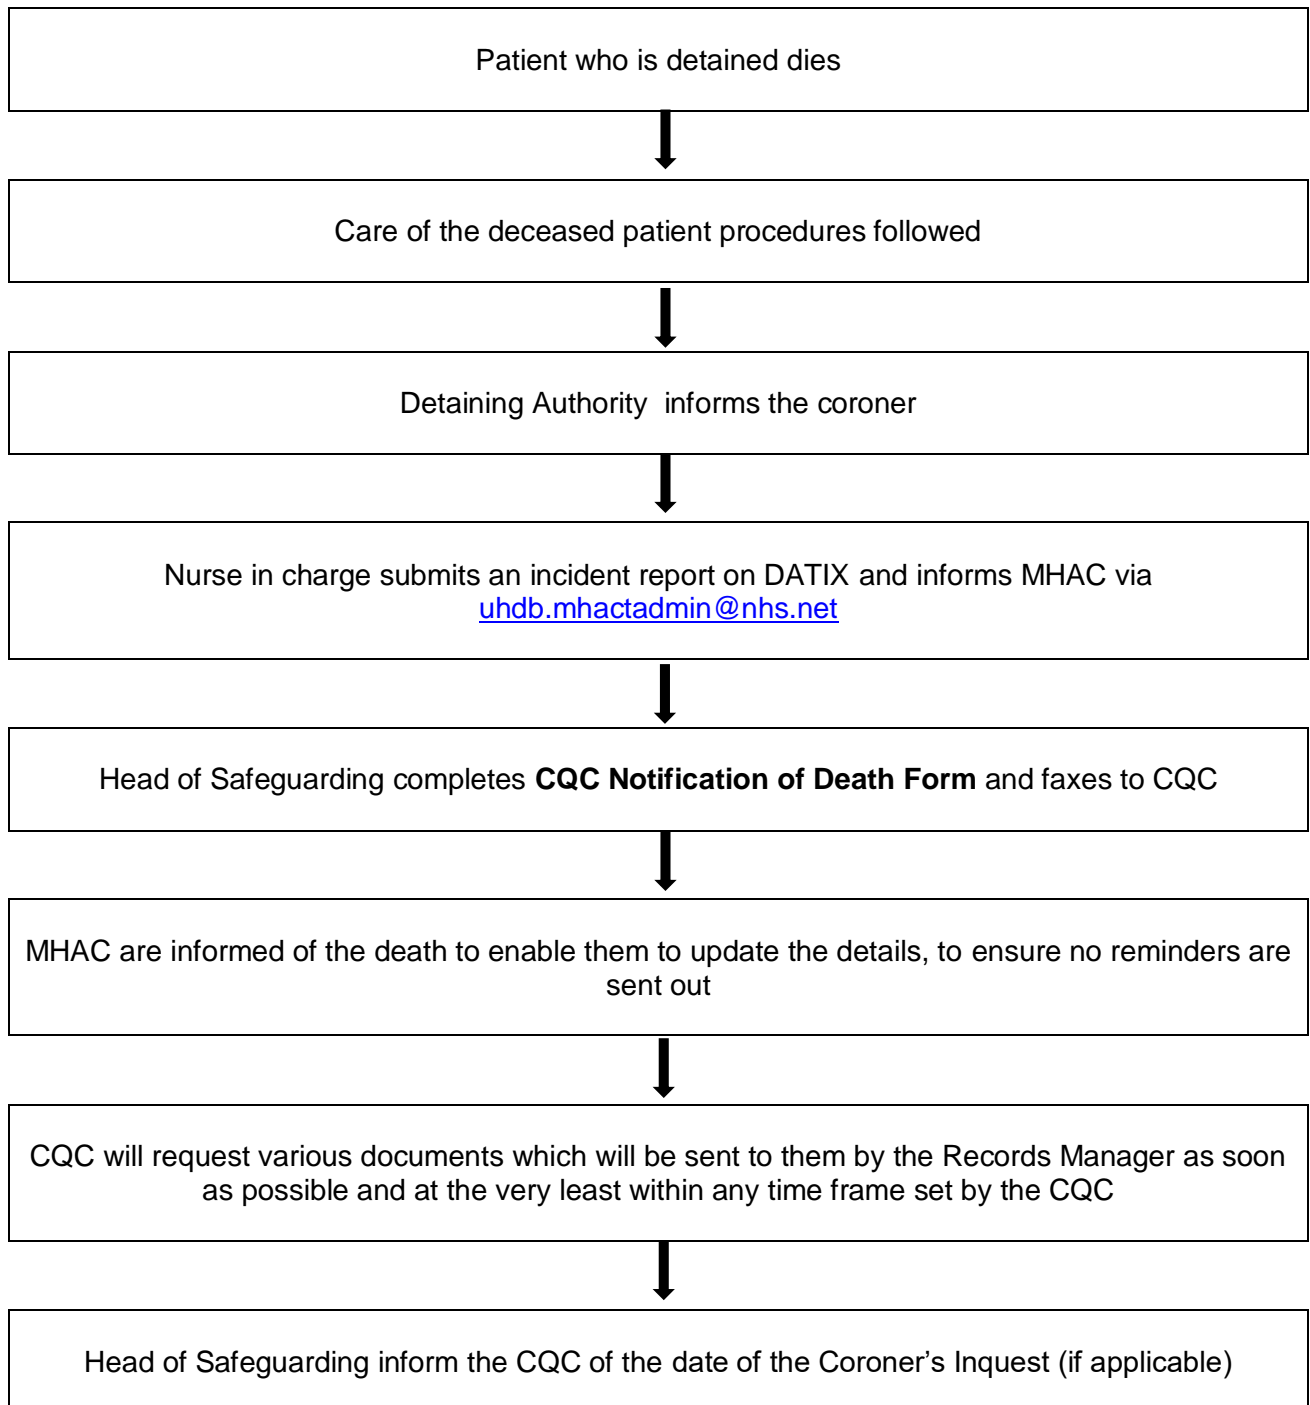 Patient who is detained dies
Care of the deceased patient procedures followed
Detaining Authority  informs the coroner
Nurse in charge submits an incident report on DATIX and informs MHAC via
uhdb.mhactadmin@nhs.net
Head of Safeguarding completes CQC Notification of Death Form and faxes to CQC
MHAC are informed of the death to enable them to update the details, to ensure no reminders are
sent out
CQC will request various documents which will be sent to them by the Records Manager as soon
as possible and at the very least within any time frame set by the CQC
Head of Safeguarding inform the CQC of the date of the Coroner’s Inquest (if applicable)